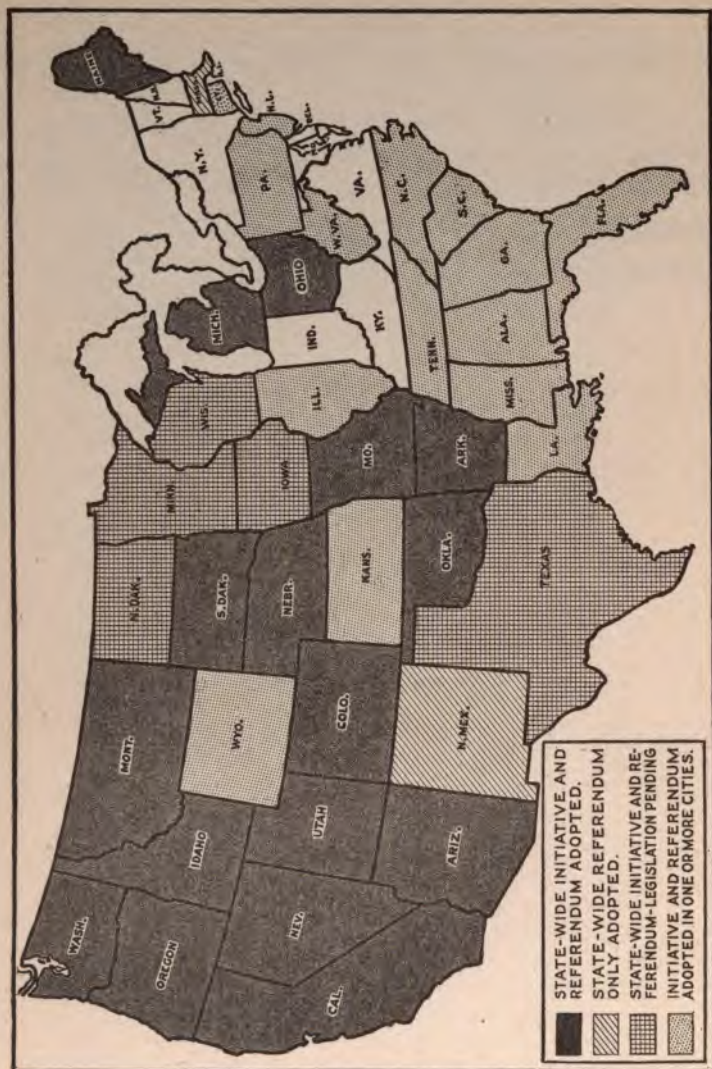 WASH.
OREGON
CAL.
NEV.
IDAHO
MONT.
UTAH
ARIZ.
WYO.
COLO.
N.MEX.
N.DAK.
S.DAK.
NEBR.
KANS.
OKLA.
TEXAS
MINN.
IOWA
MO.
ARK.
LA.
WIS.
ILL.
MICH.
IND.
OHIO
KY.
TENN.
MISS.
ALA.
GA.
FLA.
S.C.
N.C.
VA.
W.VA.
PA.
N.Y.
N.J.
DEL.
VT.
N.H.
MAINE
STATE-WIDE INITIATIVE AND
REFERENDUM ADOPTED.
STATE-WIDE REFERENDUM
ONLY ADOPTED.
STATE-WIDE INITIATIVE AND RE-
FERENDUM-LEGISLATION PENDING
INITIATIVE AND REFERENDUM
ADOPTED IN ONE OR MORE CITIES.